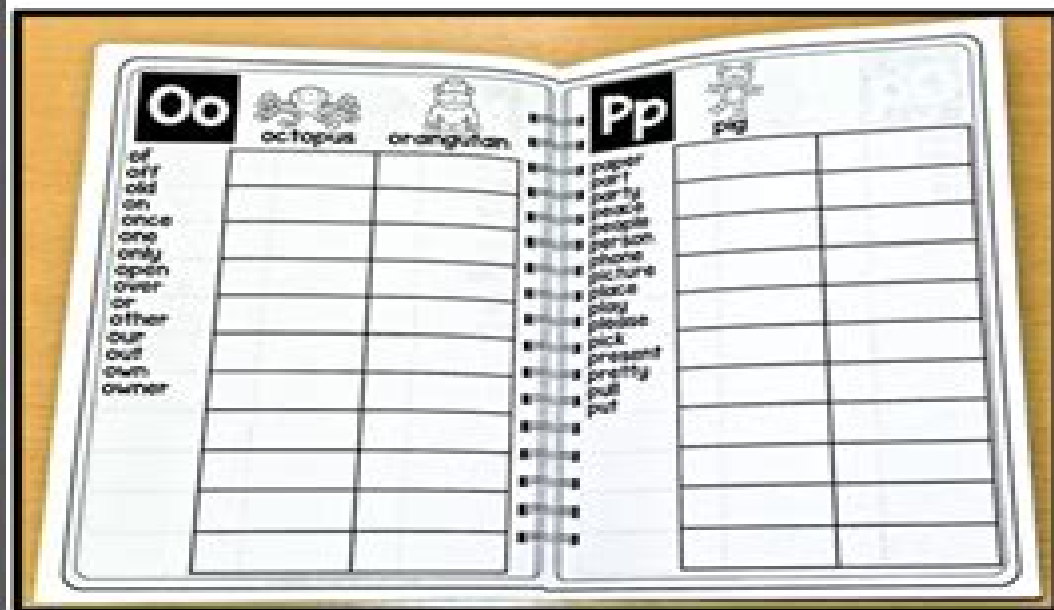 Oo
octopus
orangutan
of
off
old
on
once
one
only
open
over
or
other
our
out
own
owner
Pp
pig
paper
part
party
peace
people
person
phone
picture
place
play
please
pick
present
pretty
pull
put